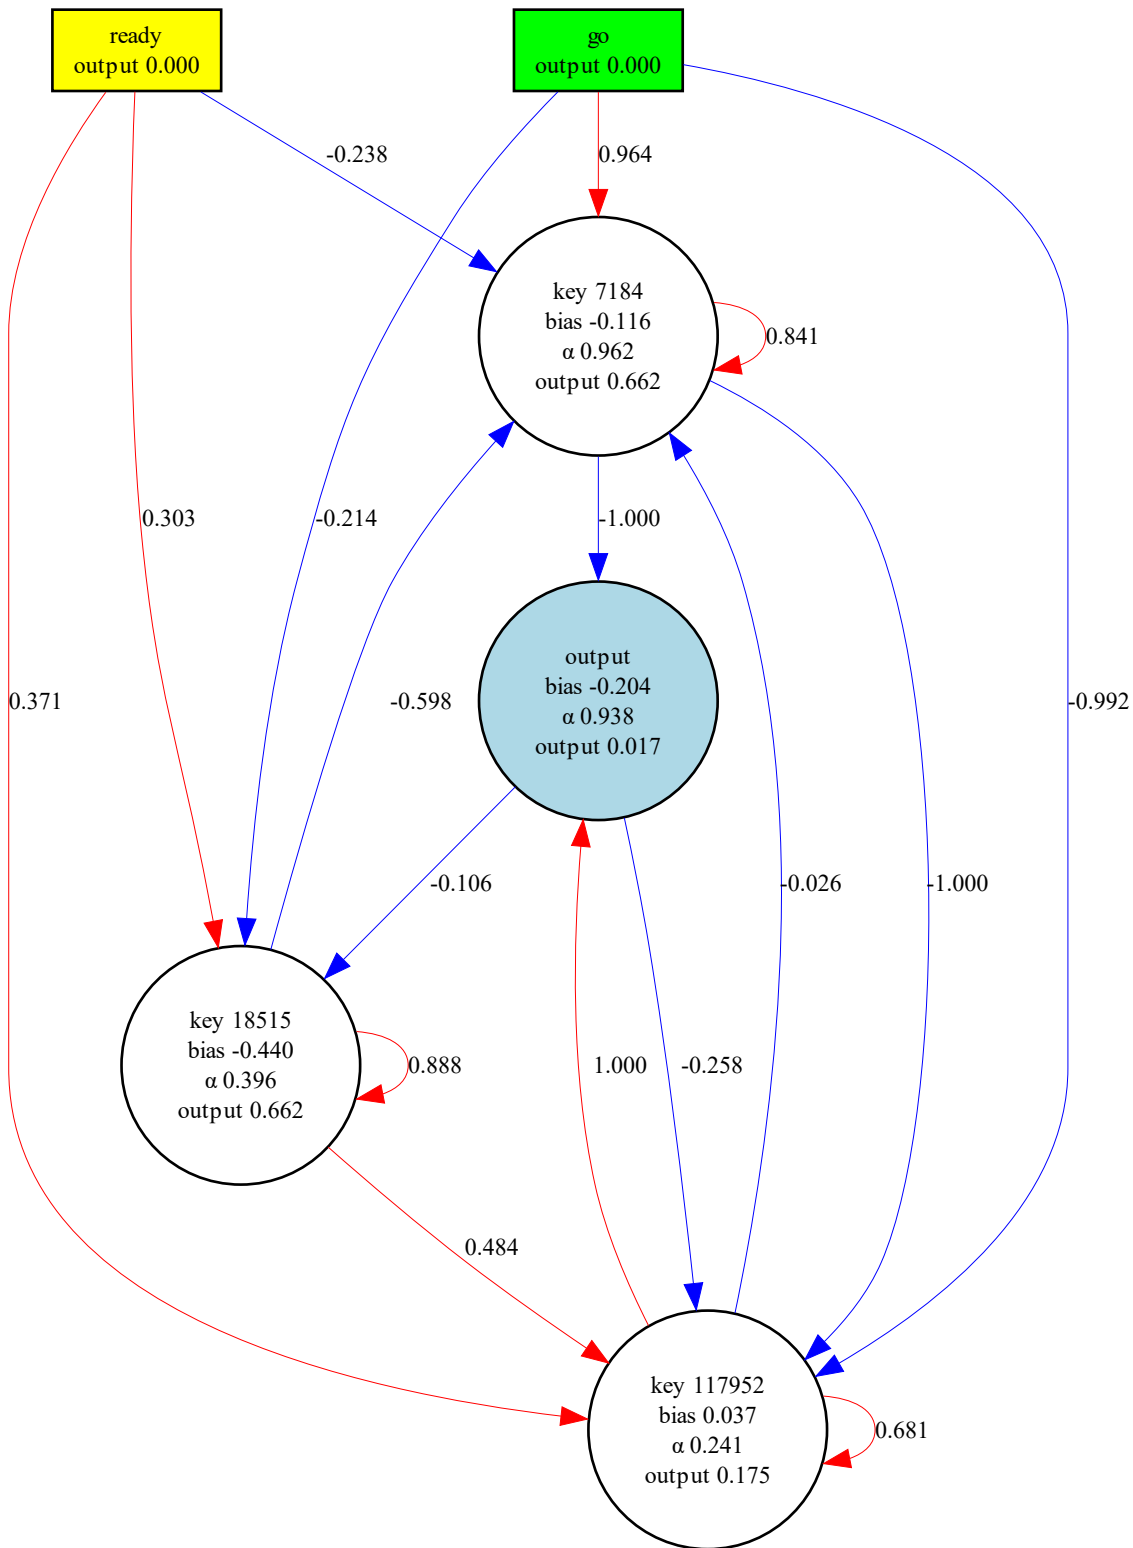 ready
output 0.000
go
output 0.000
-0.238
0.964
key 7184
bias -0.116
α 0.962
output 0.662
0.841
0.303
-0.214
-1.000
0.371
-0.598
output
bias -0.204
α 0.938
output 0.017
-0.992
-0.106
-0.026
-1.000
key 18515
bias -0.440
α 0.396
output 0.662
0.888
1.000
-0.258
0.484
key 117952
bias 0.037
α 0.241
output 0.175
0.681